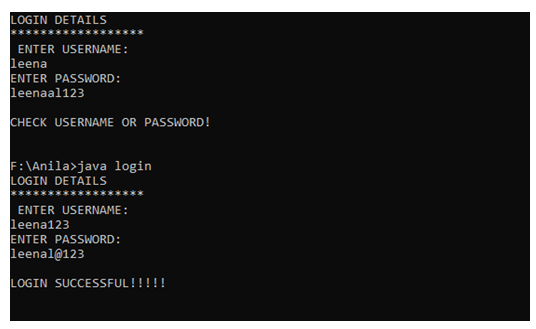 LOGIN DETAILS
******************
ENTER USERNAME:
leena
ENTER PASSWORD:
leenaal123
CHECK USERNAME OR PASSWORD!
F:\Anila>java login
LOGIN DETAILS
******************
ENTER USERNAME:
leena123
ENTER PASSWORD:
leenal@123
LOGIN SUCCESSFUL!!!!!